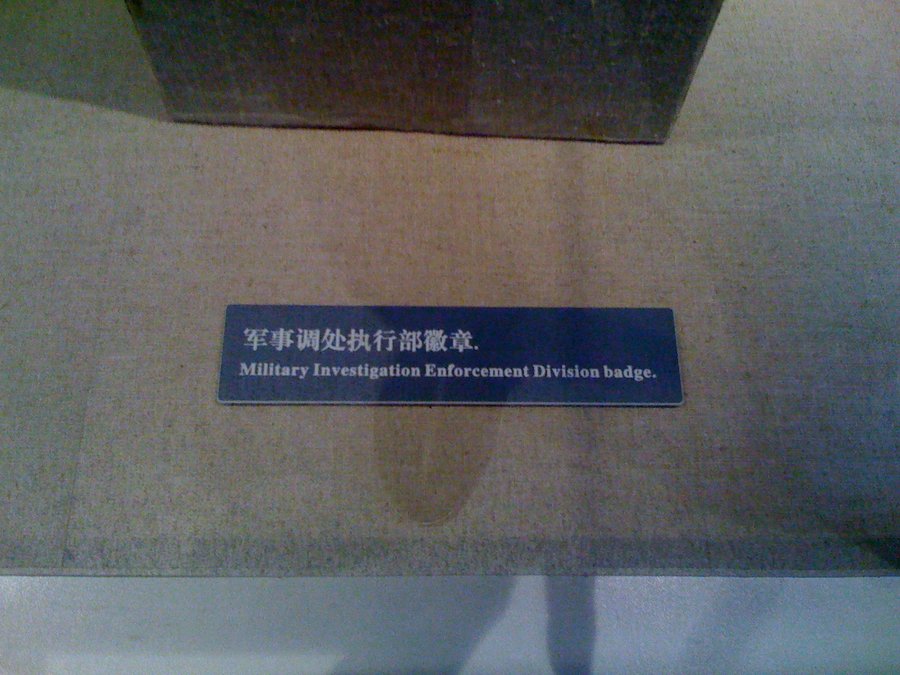 军事调处执行部徽章.
Military Investigation Enforcement Division badge.